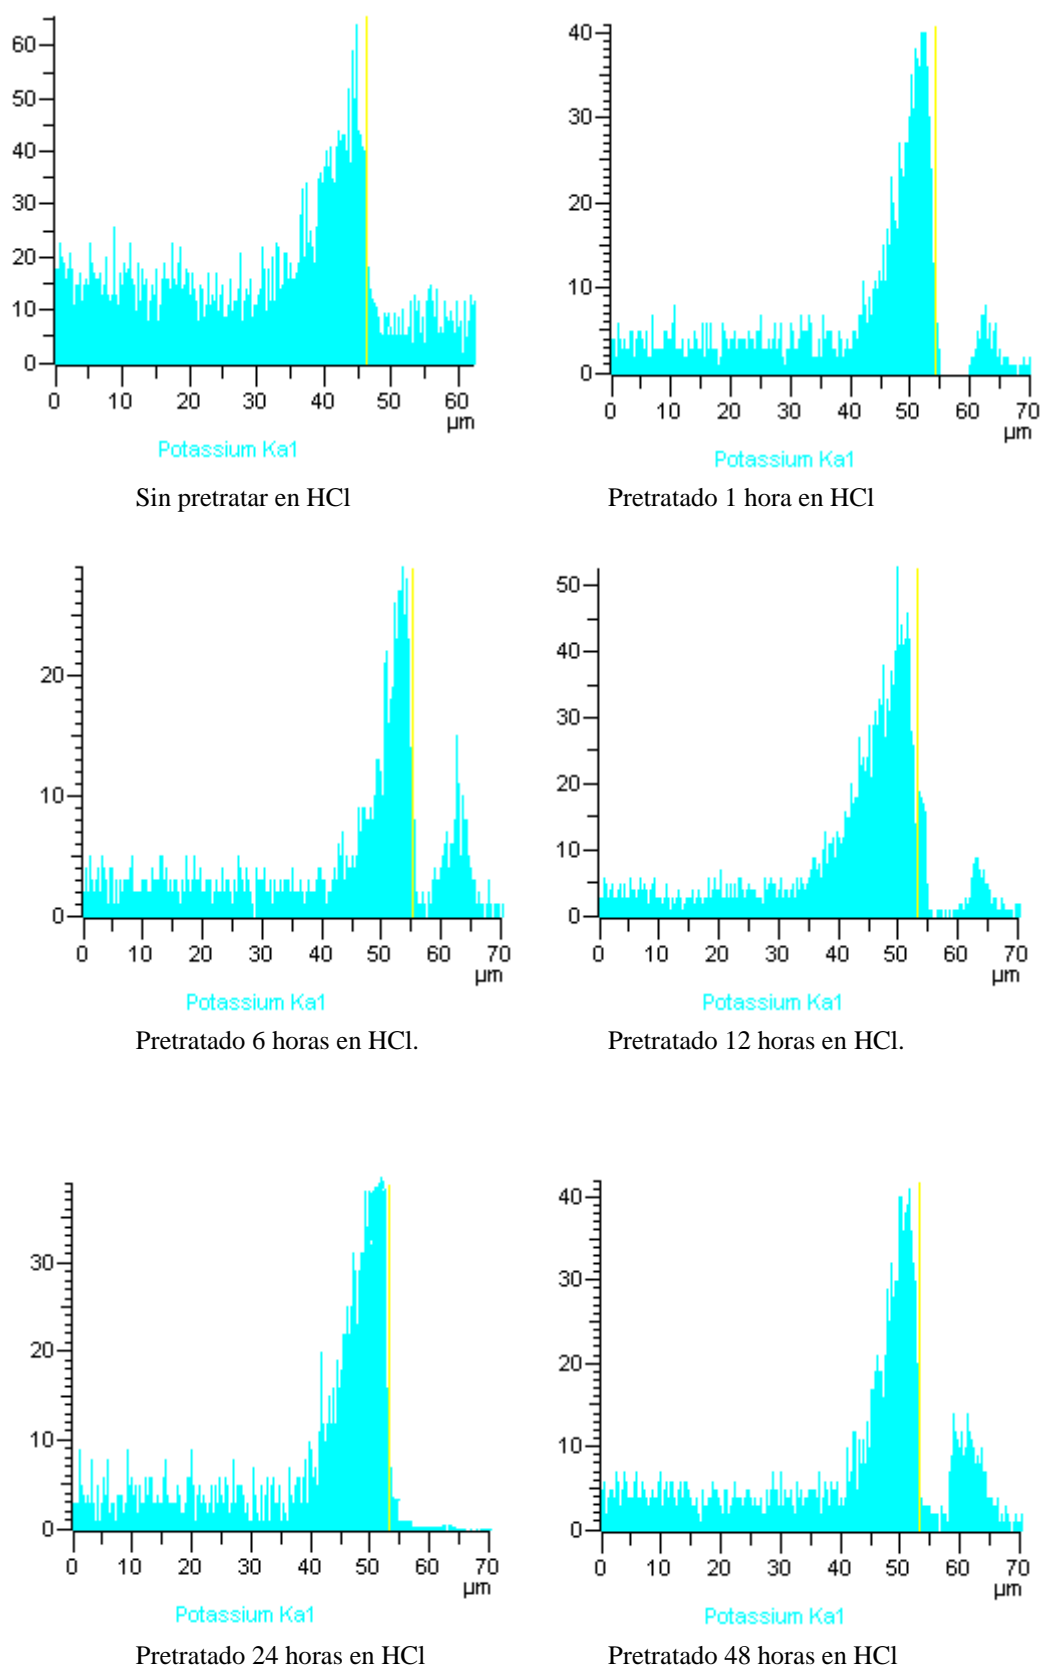 60
50
40
30
20
10
0
0 10 20 30 40 50 60
µm
Potassium Ka1
Sin pretratar en HCl
40
30
20
10
0
0 10 20 30 40 50 60 70
µm
Potassium Ka1
Pretratado 1 hora en HCl
20
10
0
0 10 20 30 40 50 60 70
µm
Potassium Ka1
Pretratado 6 horas en HCl.
50
40
30
20
10
0
0 10 20 30 40 50 60 70
µm
Potassium Ka1
Pretratado 12 horas en HCl.
30
20
10
0
0 10 20 30 40 50 60 70
µm
Potassium Ka1
Pretratado 24 horas en HCl
40
30
20
10
0
0 10 20 30 40 50 60 70
µm
Potassium Ka1
Pretratado 48 horas en HCl